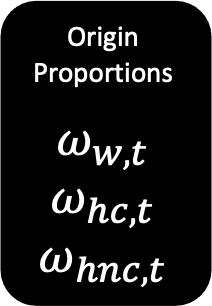 Origin
Proportions
ω_{w,t}
ω_{hc,t}
ω_{hnc,t}